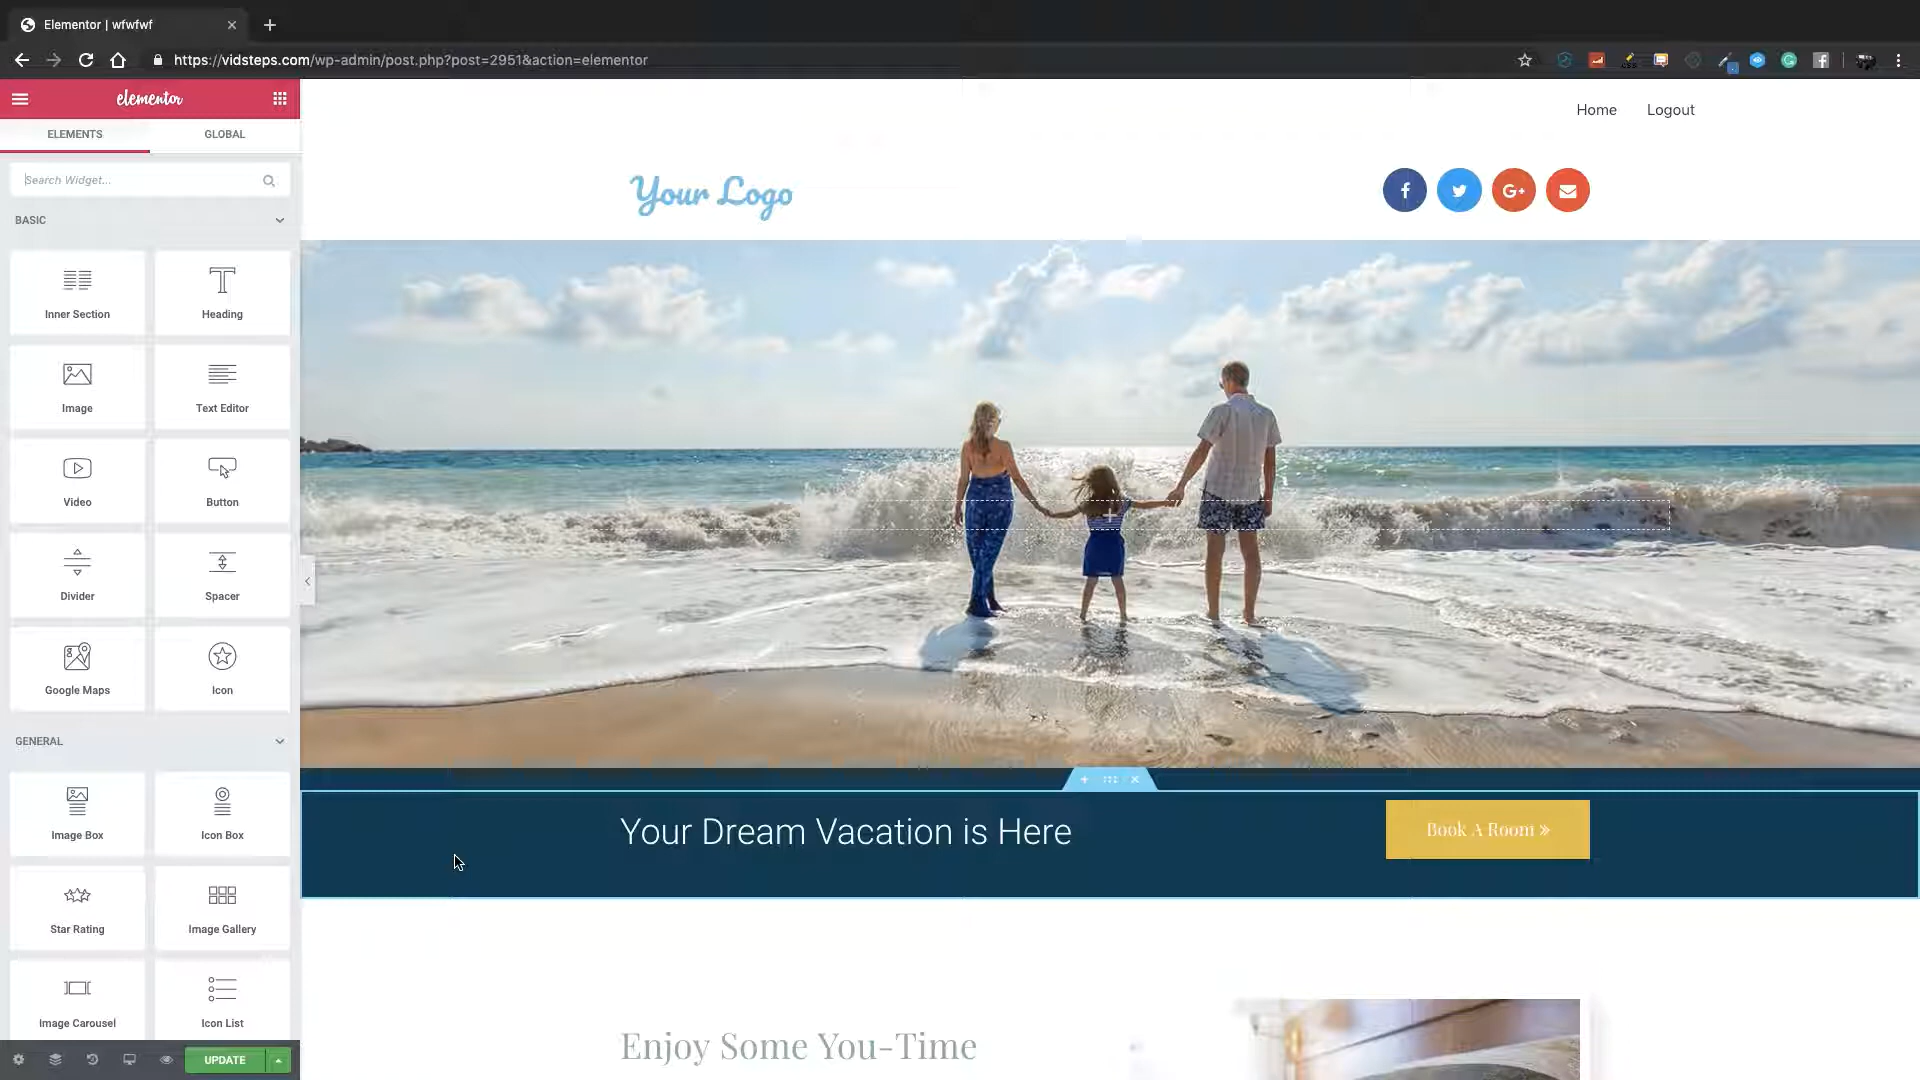 Elementor | wfwfwf
https://vidsteps.com/wp-admin/post.php?post=2951&action=elementor
elementor
ELEMENTS GLOBAL
Search Widget...
BASIC
Inner Section Heading
Image Text Editor
Video Button
Divider Spacer
Google Maps Icon
GENERAL
Image Box Icon Box
Star Rating Image Gallery
Image Carousel Icon List
UPDATE
Home Logout
Your Logo
Your Dream Vacation is Here
Book A Room »
Enjoy Some You-Time